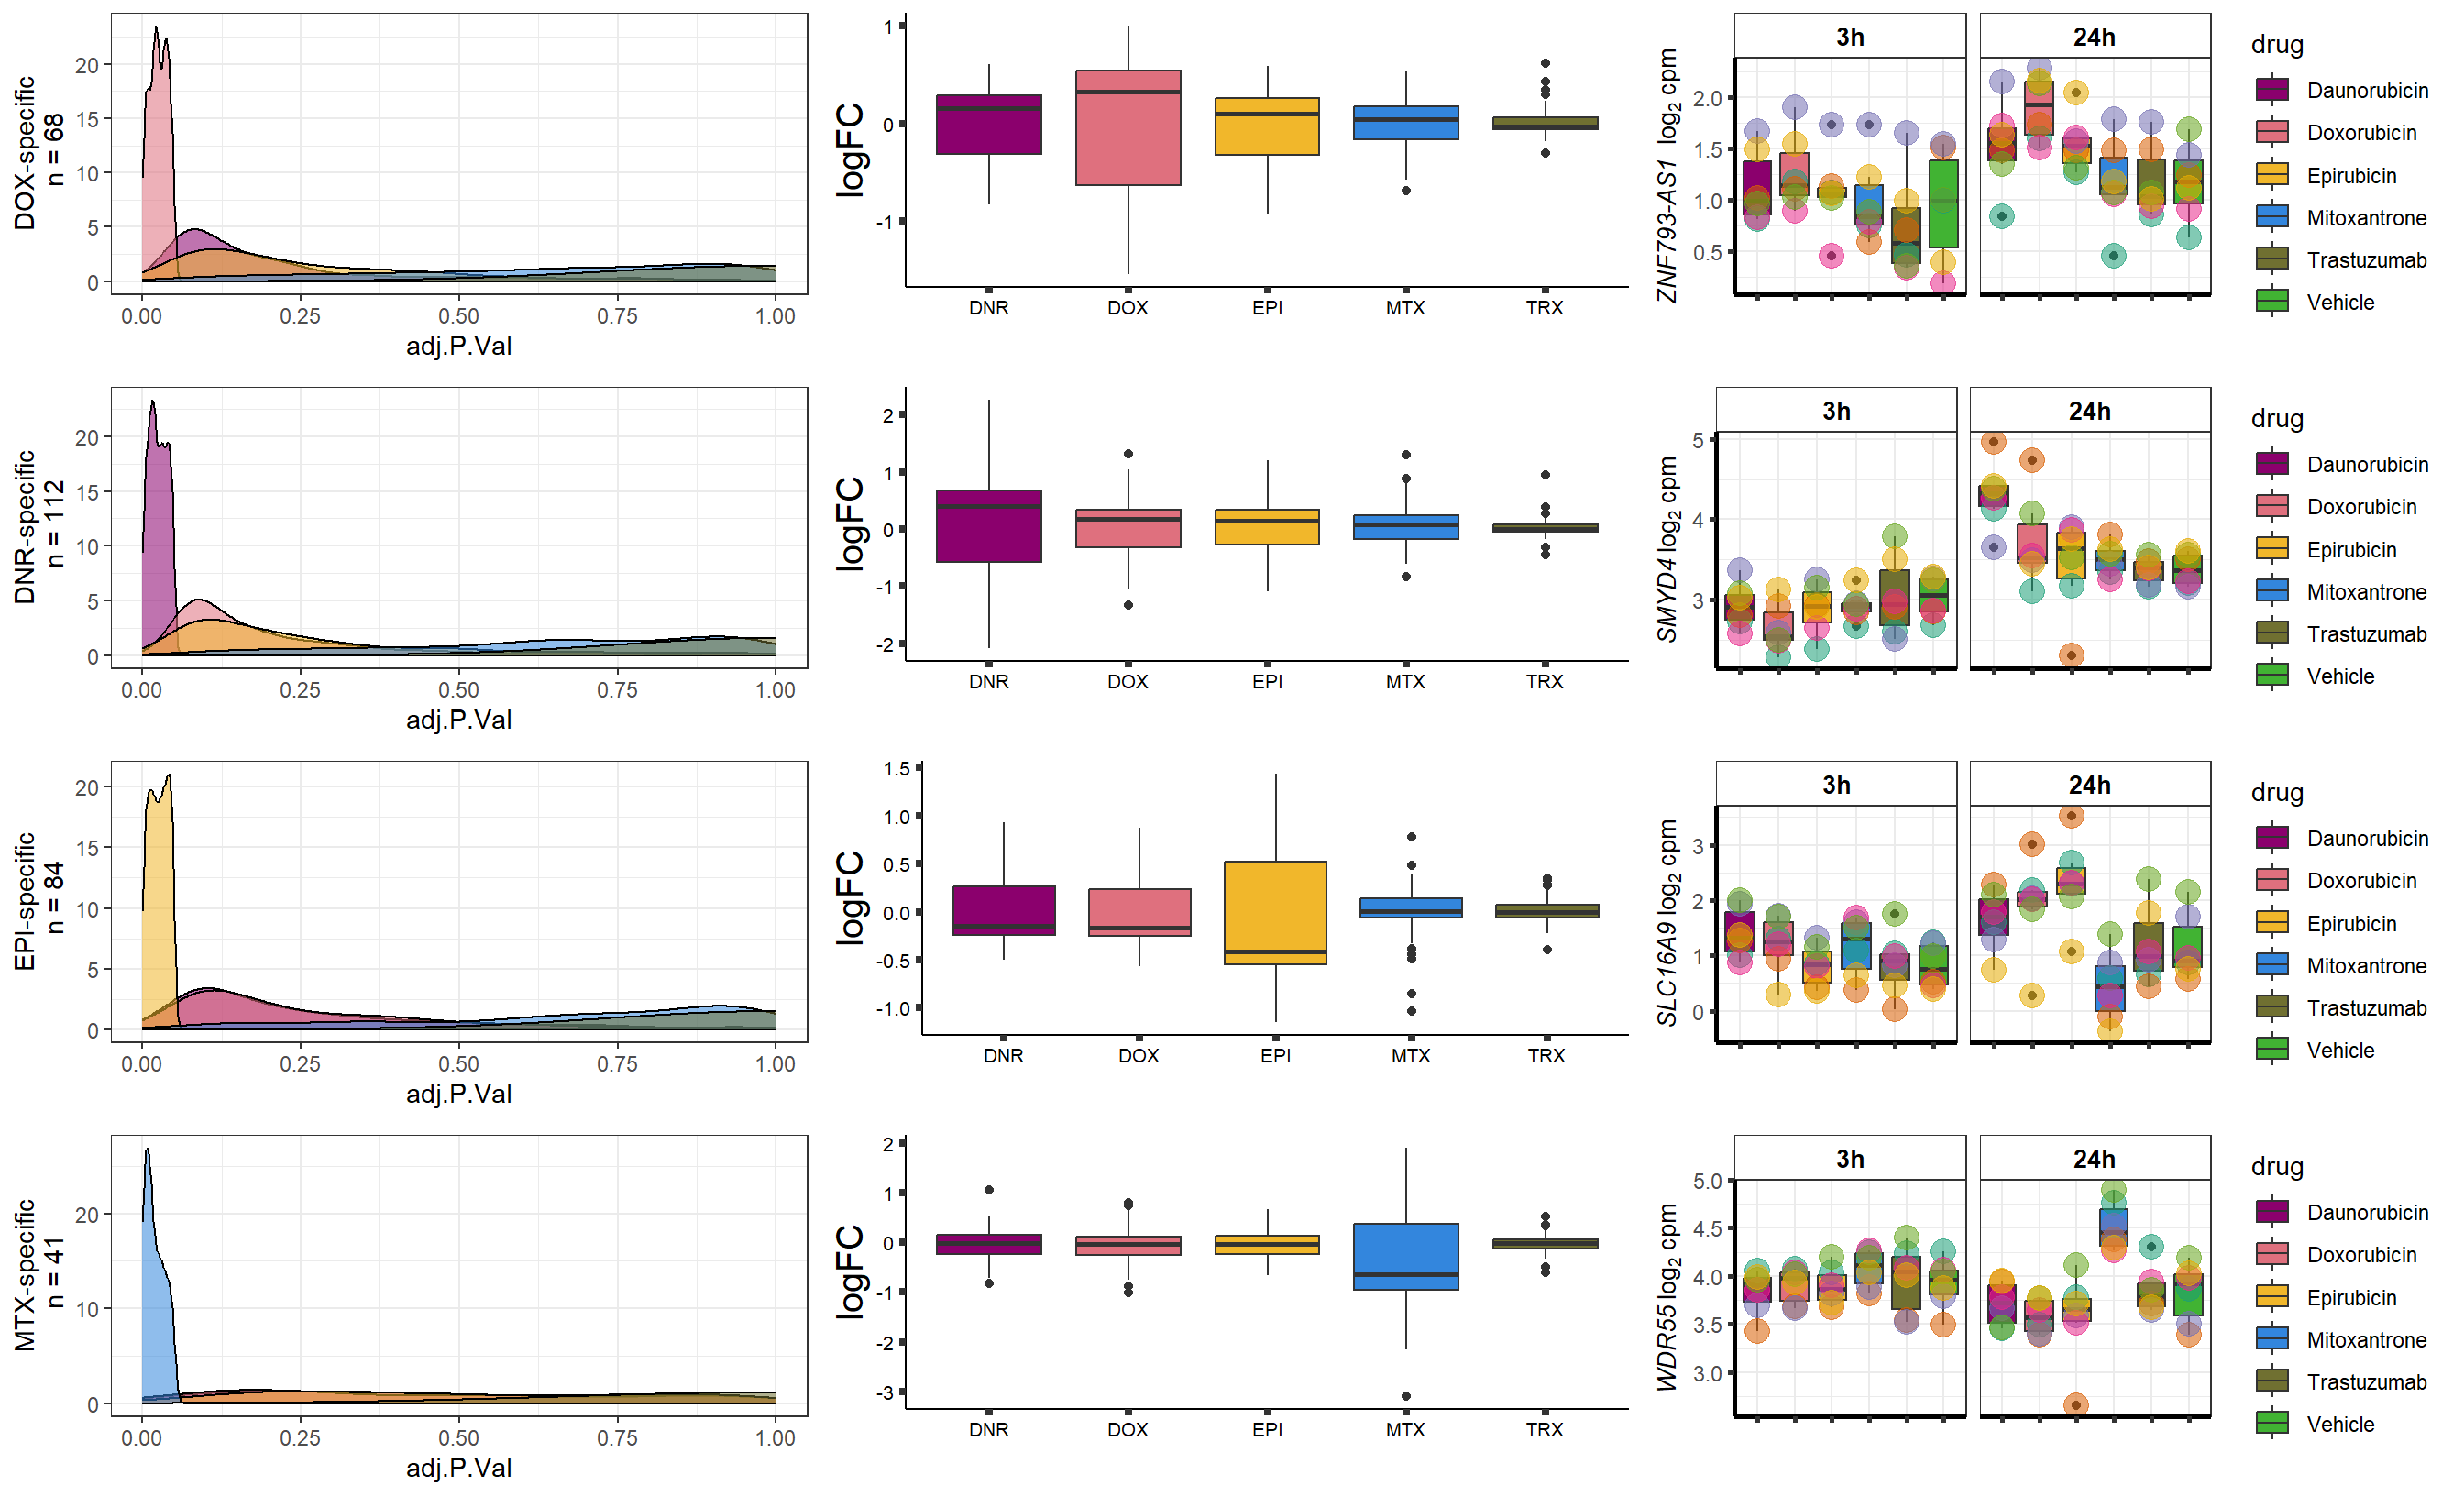 DOX-specific
n = 68
20
15
10
5
0
0.00 0.25 0.50 0.75 1.00
adj.P.Val
logFC
1
0
-1
DNR DOX EPI MTX TRX
ZNF793-AS1 log2 cpm
3h 24h
2.0
1.5
1.0
0.5
drug
Daunorubicin
Doxorubicin
Epirubicin
Mitoxantrone
Trastuzumab
Vehicle
DNR-specific
n = 112
20
15
10
5
0
0.00 0.25 0.50 0.75 1.00
adj.P.Val
logFC
2
1
0
-1
-2
DNR DOX EPI MTX TRX
SMYD4 log2 cpm
3h 24h
5
4
3
drug
Daunorubicin
Doxorubicin
Epirubicin
Mitoxantrone
Trastuzumab
Vehicle
EPI-specific
n = 84
20
15
10
5
0
0.00 0.25 0.50 0.75 1.00
adj.P.Val
logFC
1.5
1.0
0.5
0.0
-0.5
-1.0
DNR DOX EPI MTX TRX
SLC16A9 log2 cpm
3h 24h
3
2
1
0
drug
Daunorubicin
Doxorubicin
Epirubicin
Mitoxantrone
Trastuzumab
Vehicle
MTX-specific
n = 41
20
10
0
0.00 0.25 0.50 0.75 1.00
adj.P.Val
logFC
2
1
0
-1
-2
-3
DNR DOX EPI MTX TRX
WDR55 log2 cpm
3h 24h
5.0
4.5
4.0
3.5
3.0
drug
Daunorubicin
Doxorubicin
Epirubicin
Mitoxantrone
Trastuzumab
Vehicle